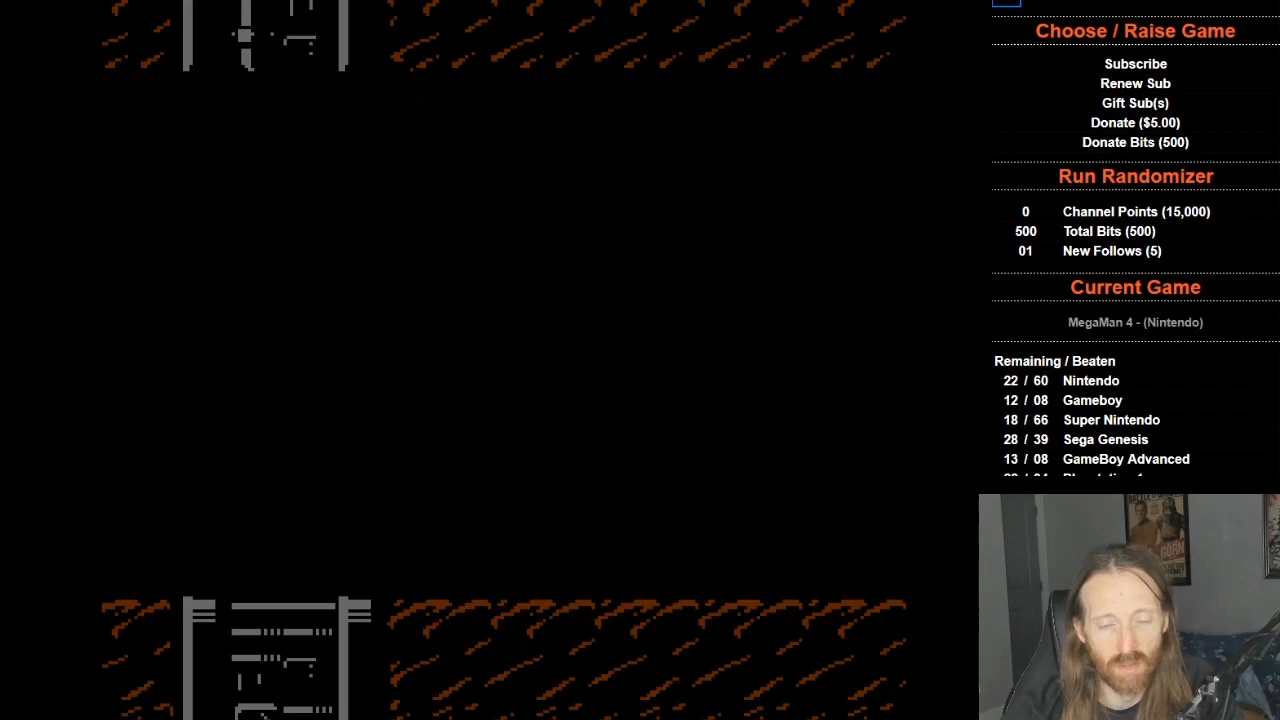 Choose / Raise Game
Subscribe
Renew Sub
Gift Sub(s)
Donate ($5.00)
Donate Bits (500)
Run Randomizer
0 Channel Points (15,000)
500 Total Bits (500)
01 New Follows (5)
Current Game
MegaMan 4 - (Nintendo)
Remaining / Beaten
22 / 60 Nintendo
12 / 08 Gameboy
18 / 66 Super Nintendo
28 / 39 Sega Genesis
13 / 08 GameBoy Advanced